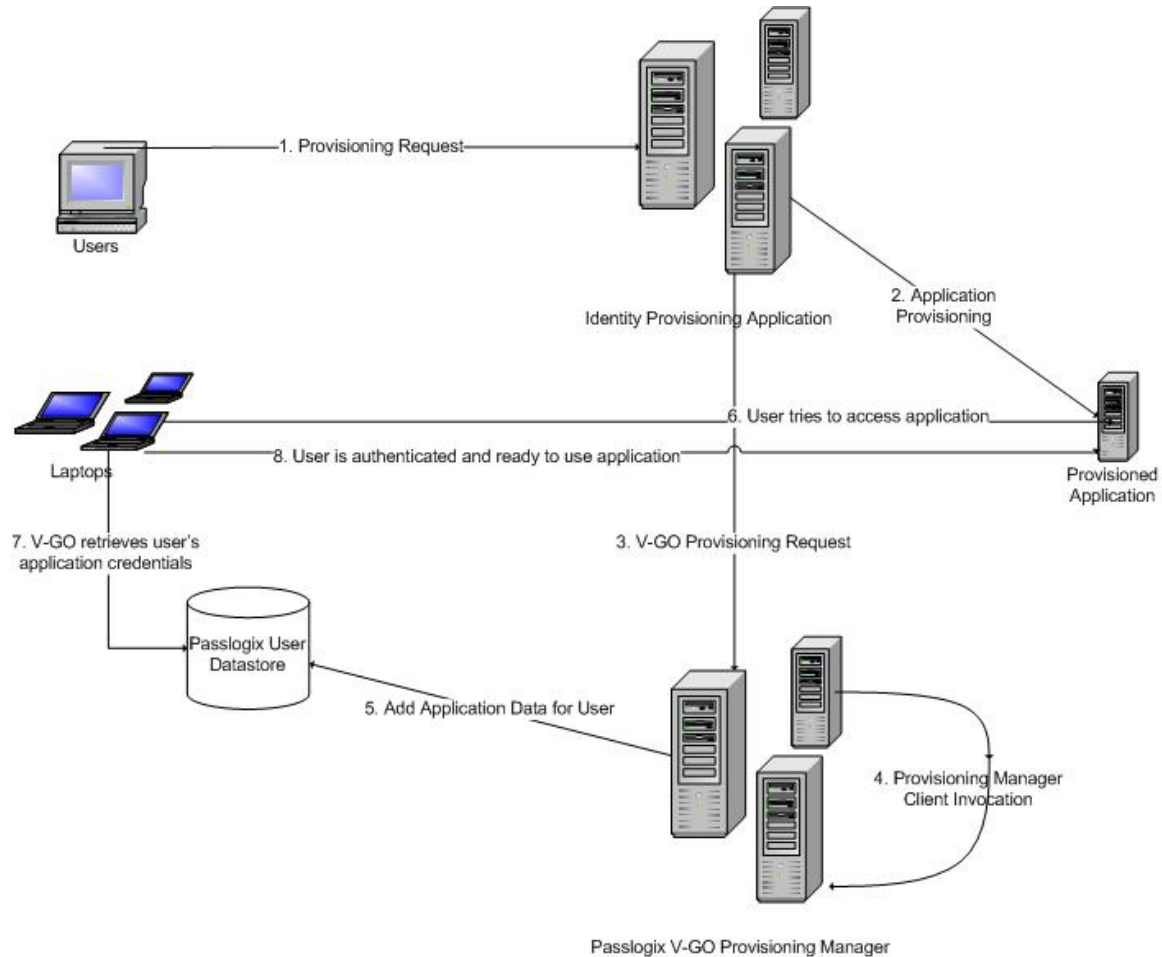 1. Provisioning Request
Users
2. Application
Provisioning
Identity Provisioning Application
6. User tries to access application
8. User is authenticated and ready to use application
Laptops
Provisioned
Application
7. V-GO retrieves user's
application credentials
3. V-GO Provisioning Request
Passlogix User
Datastore
5. Add Application Data for User
4. Provisioning Manager
Client Invocation
Passlogix V-GO Provisioning Manager